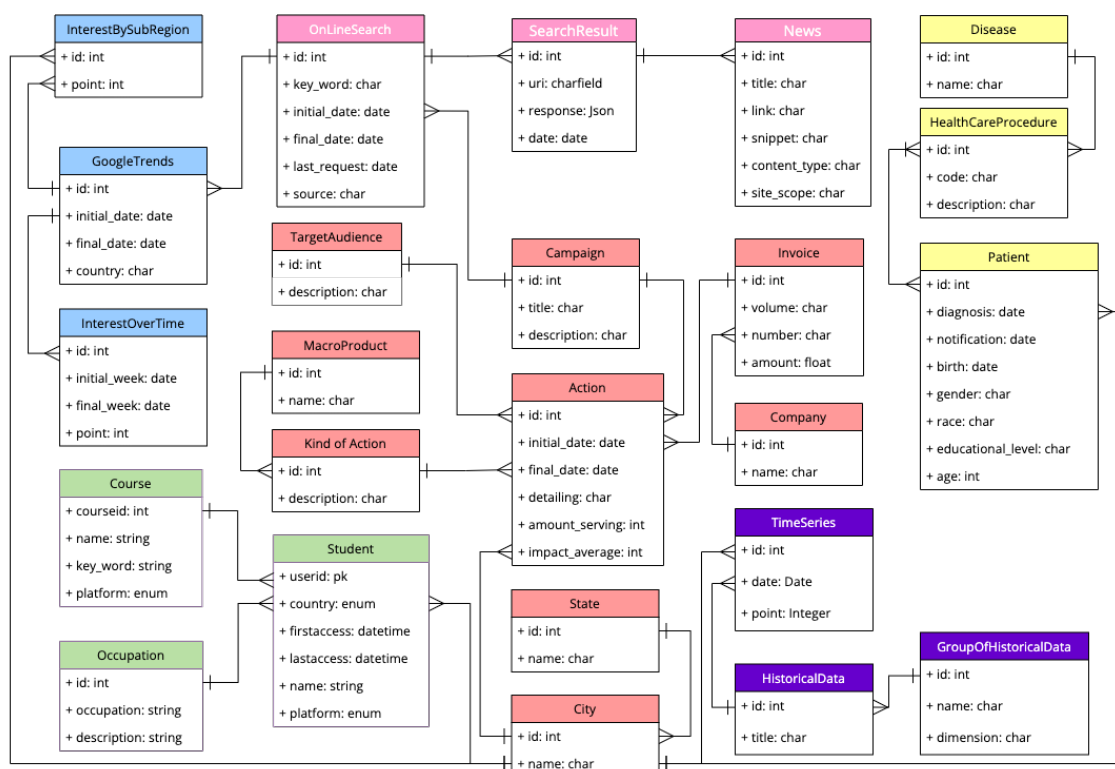 InterestBySubRegion
+ id: int
+ point: int
OnLineSearch
+ id: int
+ key_word: char
+ initial_date: date
+ final_date: date
+ last_request: date
+ source: char
SearchResult
+ id: int
+ uri: charfield
+ response: Json
+ date: date
News
+ id: int
+ title: char
+ link: char
+ snippet: char
+ content_type: char
+ site_scope: char
Disease
+ id: int
+ name: char
HealthCareProcedure
+ id: int
+ code: char
+ description: char
GoogleTrends
+ id: int
+ initial_date: date
+ final_date: date
+ country: char
TargetAudience
+ id: int
+ description: char
Campaign
+ id: int
+ title: char
+ description: char
Invoice
+ id: int
+ volume: char
+ number: char
+ amount: float
Patient
+ id: int
+ diagnosis: date
+ notification: date
+ birth: date
+ gender: char
+ race: char
+ educational_level: char
+ age: int
InterestOverTime
+ id: int
+ initial_week: date
+ final_week: date
+ point: int
MacroProduct
+ id: int
+ name: char
Kind of Action
+ id: int
+ description: char
Action
+ id: int
+ initial_date: date
+ final_date: date
+ detailing: char
+ amount_serving: int
+ impact_average: int
Company
+ id: int
+ name: char
Course
+ courseid: int
+ name: string
+ key_word: string
+ platform: enum
Student
+ userid: pk
+ country: enum
+ firstaccess: datetime
+ lastaccess: datetime
+ name: string
+ platform: enum
TimeSeries
+ id: int
+ date: Date
+ point: Integer
State
+ id: int
+ name: char
Occupation
+ id: int
+ occupation: string
+ description: string
City
+ id: int
+ name: char
HistoricalData
+ id: int
+ title: char
GroupOfHistoricalData
+ id: int
+ name: char
+ dimension: char